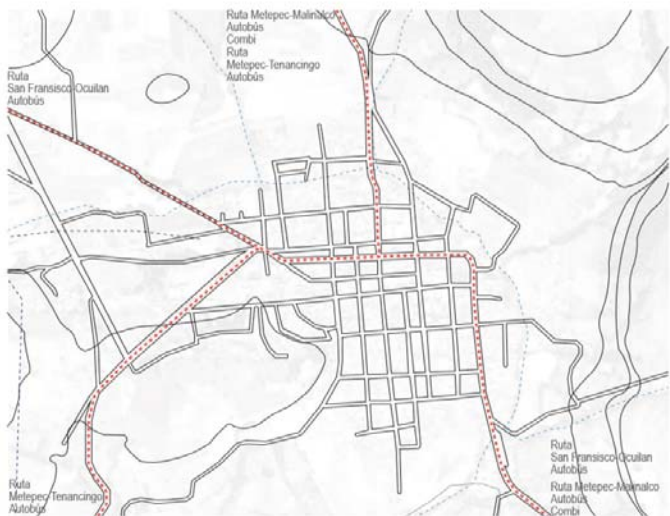 Ruta Metepec-Malinalco
Autobús
Combi
Ruta
Metepec-Tenancingo
Autobús
Ruta
San Fransisco-Ocuilan
Autobús
Ruta
Metepec-Tenancingo
Autobús
Ruta
San Fransisco-Ocuilan
Autobús
Ruta Metepec-Malinalco
Autobús
Combi